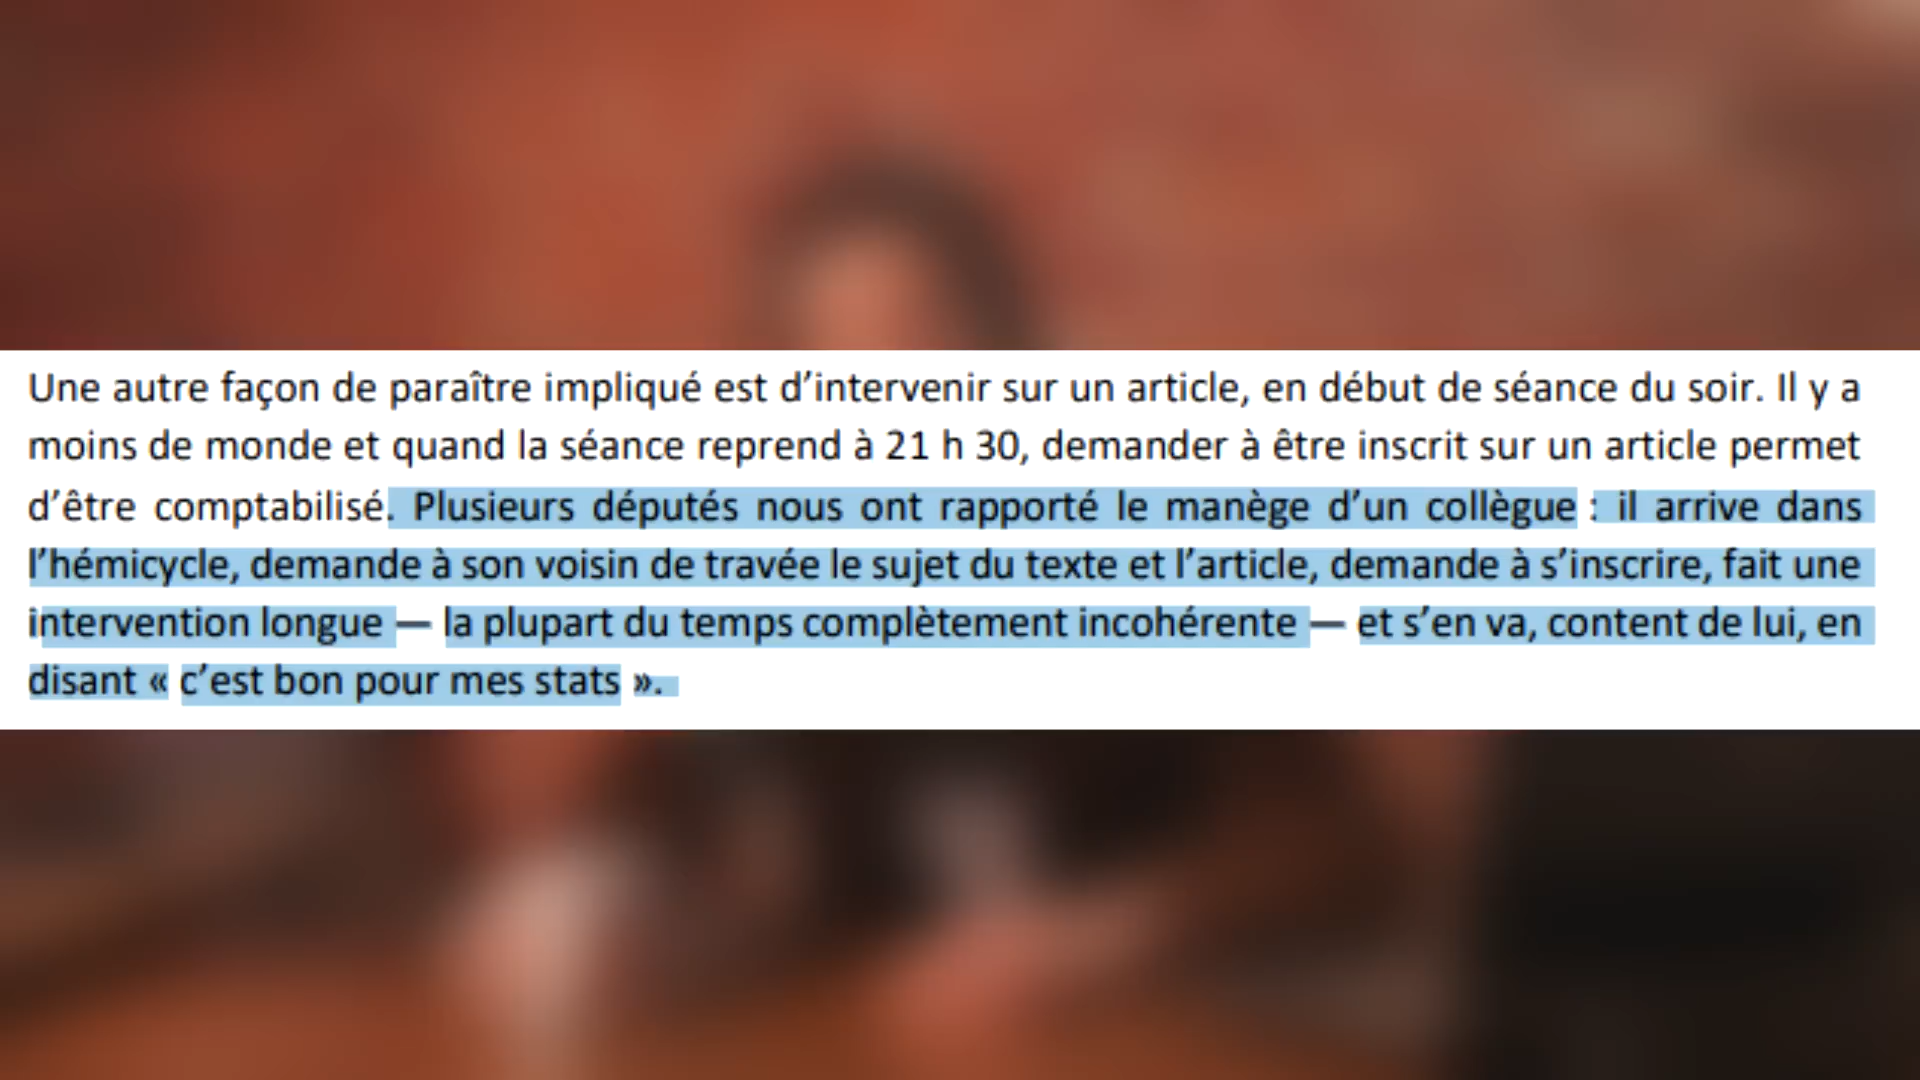 Une autre façon de paraître impliqué est d’intervenir sur un article, en début de séance du soir. Il y a
moins de monde et quand la séance reprend à 21 h 30, demander à être inscrit sur un article permet
d’être comptabilisé. Plusieurs députés nous ont rapporté le manège d’un collègue : il arrive dans
l’hémicycle, demande à son voisin de travée le sujet du texte et l’article, demande à s’inscrire, fait une
intervention longue — la plupart du temps complètement incohérente — et s’en va, content de lui, en
disant « c’est bon pour mes stats ».